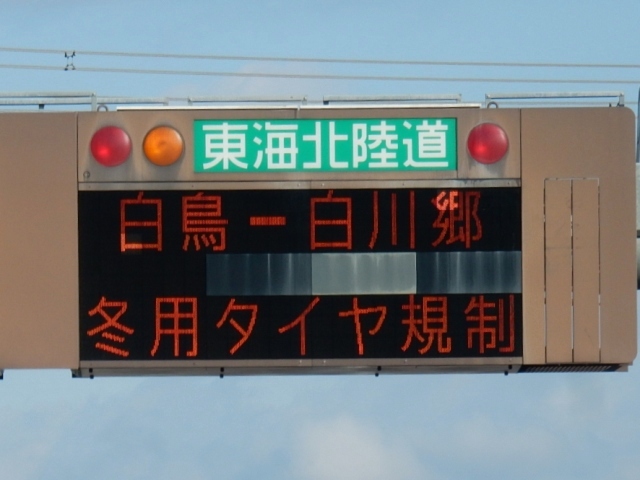 東海北陸道
白鳥ー白川郷
冬用タイヤ規制